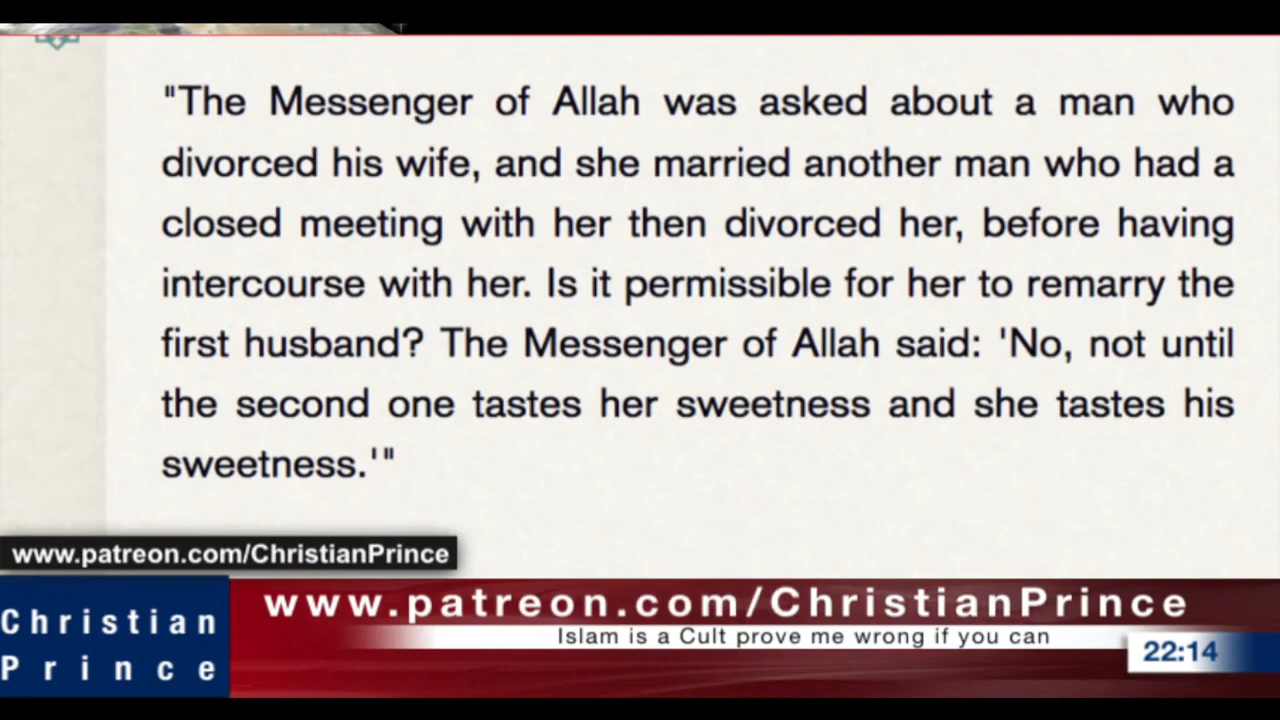 "The Messenger of Allah was asked about a man who
divorced his wife, and she married another man who had a
closed meeting with her then divorced her, before having
intercourse with her. Is it permissible for her to remarry the
first husband? The Messenger of Allah said: 'No, not until
the second one tastes her sweetness and she tastes his
sweetness.'"
www.patreon.com/ChristianPrince
Christian
Prince
www.patreon.com/ChristianPrince
Islam is a Cult prove me wrong if you can
22:14